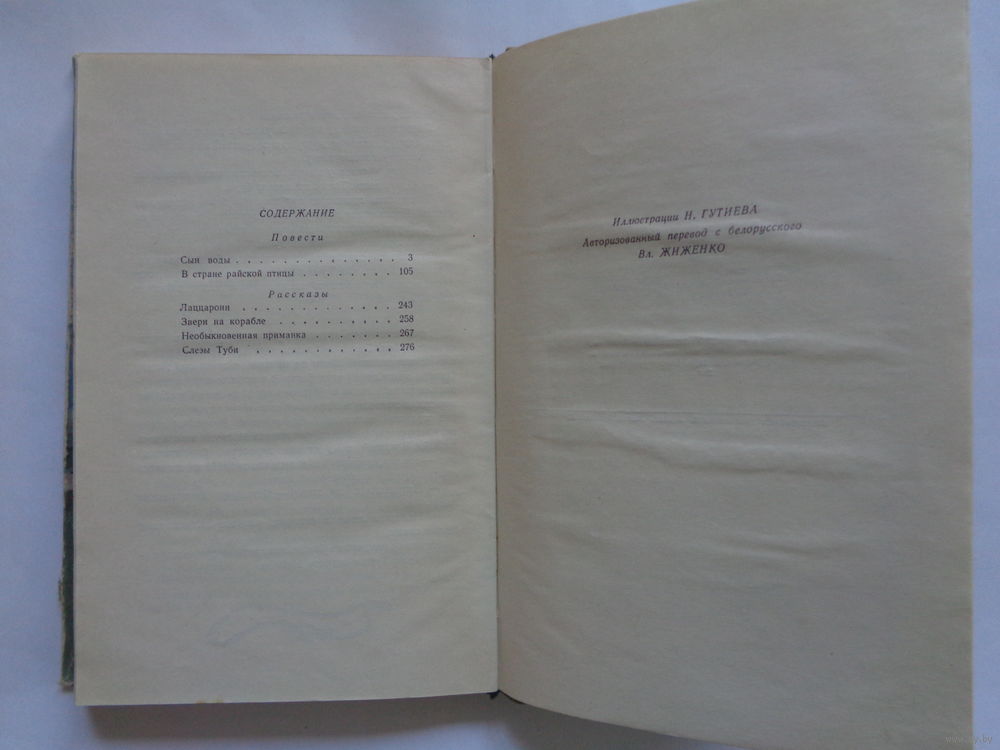 СОДЕРЖАНИЕ
Повести
Сын воды . . . . . . . . . . . . . . 3
В стране райской птицы . . . . . . . . 105
Рассказы
Лаццарони . . . . . . . . . . . . . 243
Звери на корабле . . . . . . . . . . 258
Необыкновенная приманка . . . . . . . 267
Слезы Туби . . . . . . . . . . . . 276
Иллюстрации Н. ГУТИЕВА
Авторизованный перевод с белорусского
Вл. ЖИЖЕНКО